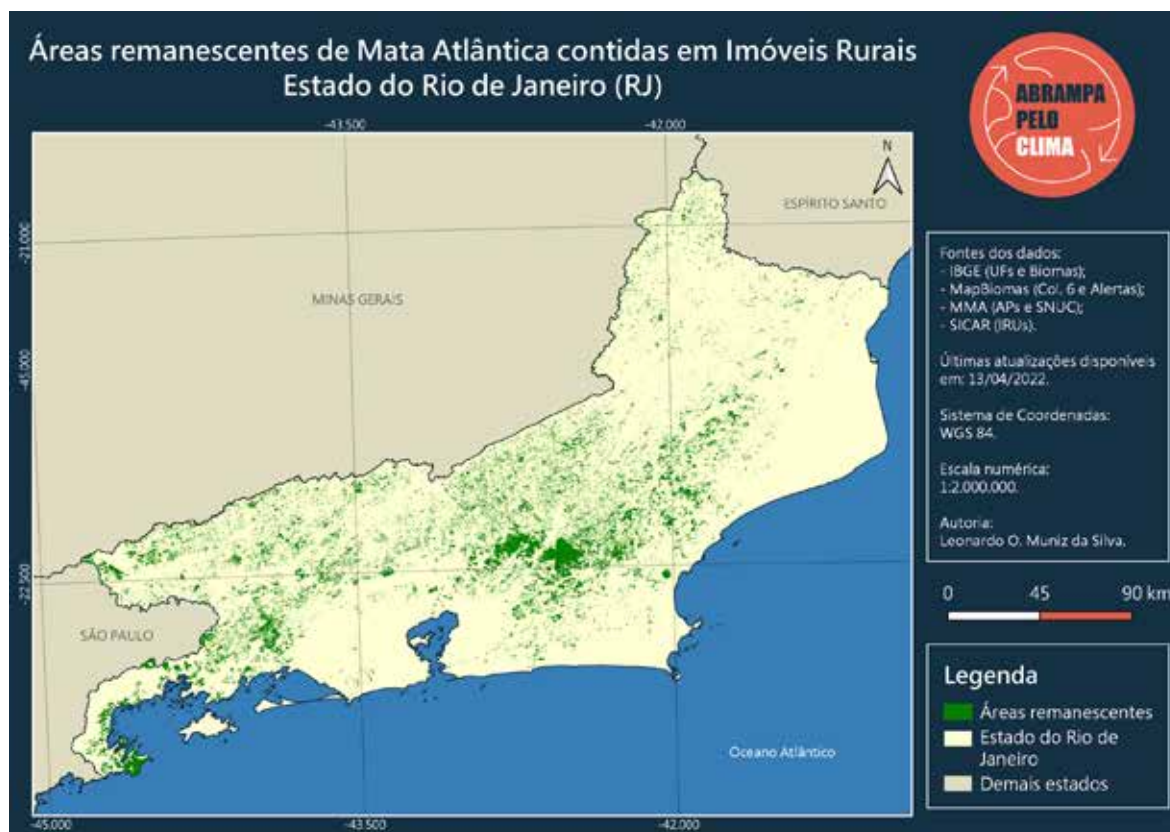 Áreas remanescentes de Mata Atlântica contidas em Imóveis Rurais
Estado do Rio de Janeiro (RJ)
ABRAMPA
PELO
CLIMA
-43.500
-42.000
N
ESPÍRITO SANTO
-21.000
MINAS GERAIS
-45.000
-22.500
SÃO PAULO
Oceano Atlântico
-45.000
-43.500
-42.000
Fontes dos dados:
- IBGE (UFs e Biomas);
- MapBiomas (Col. 6 e Alertas);
- MMA (APs e SNUC);
- SICAR (IRUs).
Últimas atualizações disponíveis
em: 13/04/2022.
Sistema de Coordenadas:
WGS 84.
Escala numérica:
1:2.000.000.
Autoria:
Leonardo O. Muniz da Silva.
0 45 90 km
Legenda
Áreas remanescentes
Estado do Rio de
Janeiro
Demais estados